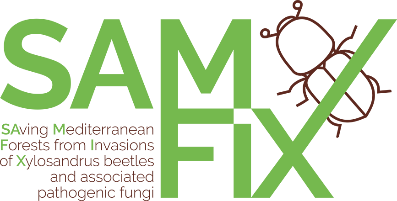 SAM
FiX
SAving Mediterranean
Forests from Invasions
of Xylosandrus beetles
and associated
pathogenic fungi